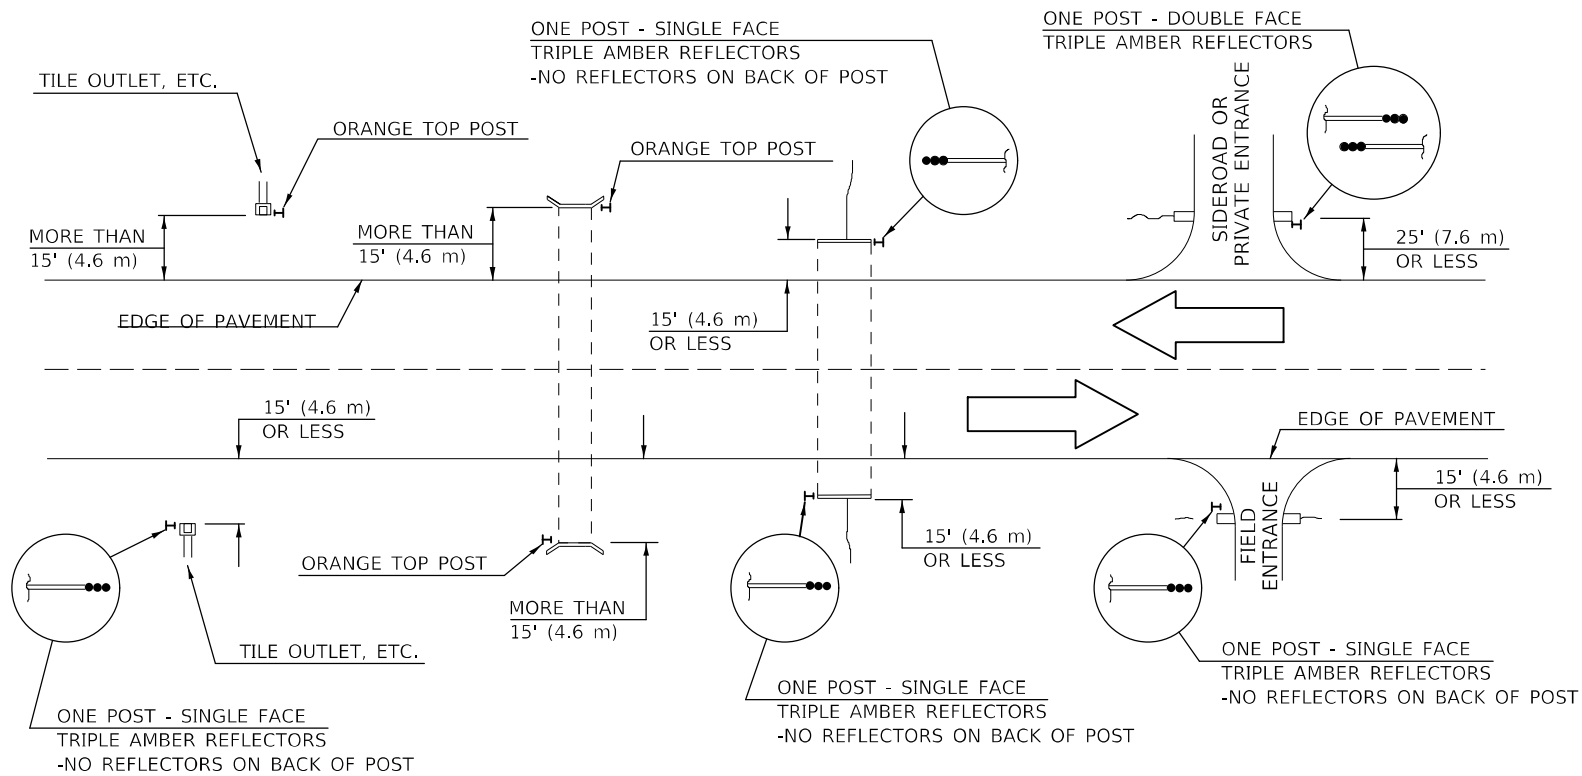 ONE POST - SINGLE FACE
TRIPLE AMBER REFLECTORS
-NO REFLECTORS ON BACK OF POST
ONE POST - DOUBLE FACE
TRIPLE AMBER REFLECTORS
TILE OUTLET, ETC.
ORANGE TOP POST
ORANGE TOP POST
SIDEROAD OR
PRIVATE ENTRANCE
MORE THAN
15' (4.6 m)
MORE THAN
15' (4.6 m)
25' (7.6 m)
OR LESS
EDGE OF PAVEMENT
15' (4.6 m)
OR LESS
15' (4.6 m)
OR LESS
EDGE OF PAVEMENT
15' (4.6 m)
OR LESS
FIELD
ENTRANCE
15' (4.6 m)
OR LESS
ORANGE TOP POST
MORE THAN
15' (4.6 m)
TILE OUTLET, ETC.
ONE POST - SINGLE FACE
TRIPLE AMBER REFLECTORS
-NO REFLECTORS ON BACK OF POST
ONE POST - SINGLE FACE
TRIPLE AMBER REFLECTORS
-NO REFLECTORS ON BACK OF POST
ONE POST - SINGLE FACE
TRIPLE AMBER REFLECTORS
-NO REFLECTORS ON BACK OF POST